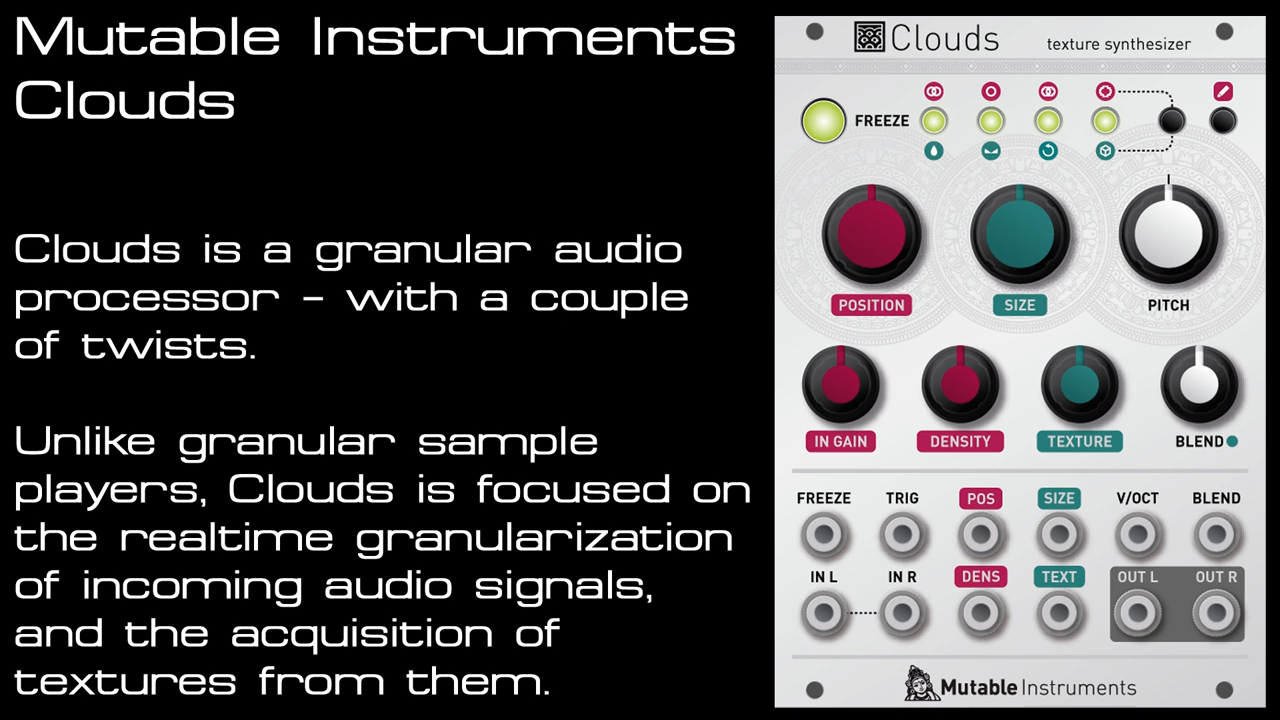 Mutable Instruments
Clouds
Clouds is a granular audio
processor – with a couple
of twists.
Unlike granular sample
players, Clouds is focused on
the realtime granularization
of incoming audio signals,
and the acquisition of
textures from them.
Clouds texture synthesizer
FREEZE
POSITION SIZE PITCH
IN GAIN DENSITY TEXTURE BLEND
FREEZE TRIG POS SIZE V/OCT BLEND
IN L IN R DENS TEXT OUT L OUT R
Mutable Instruments